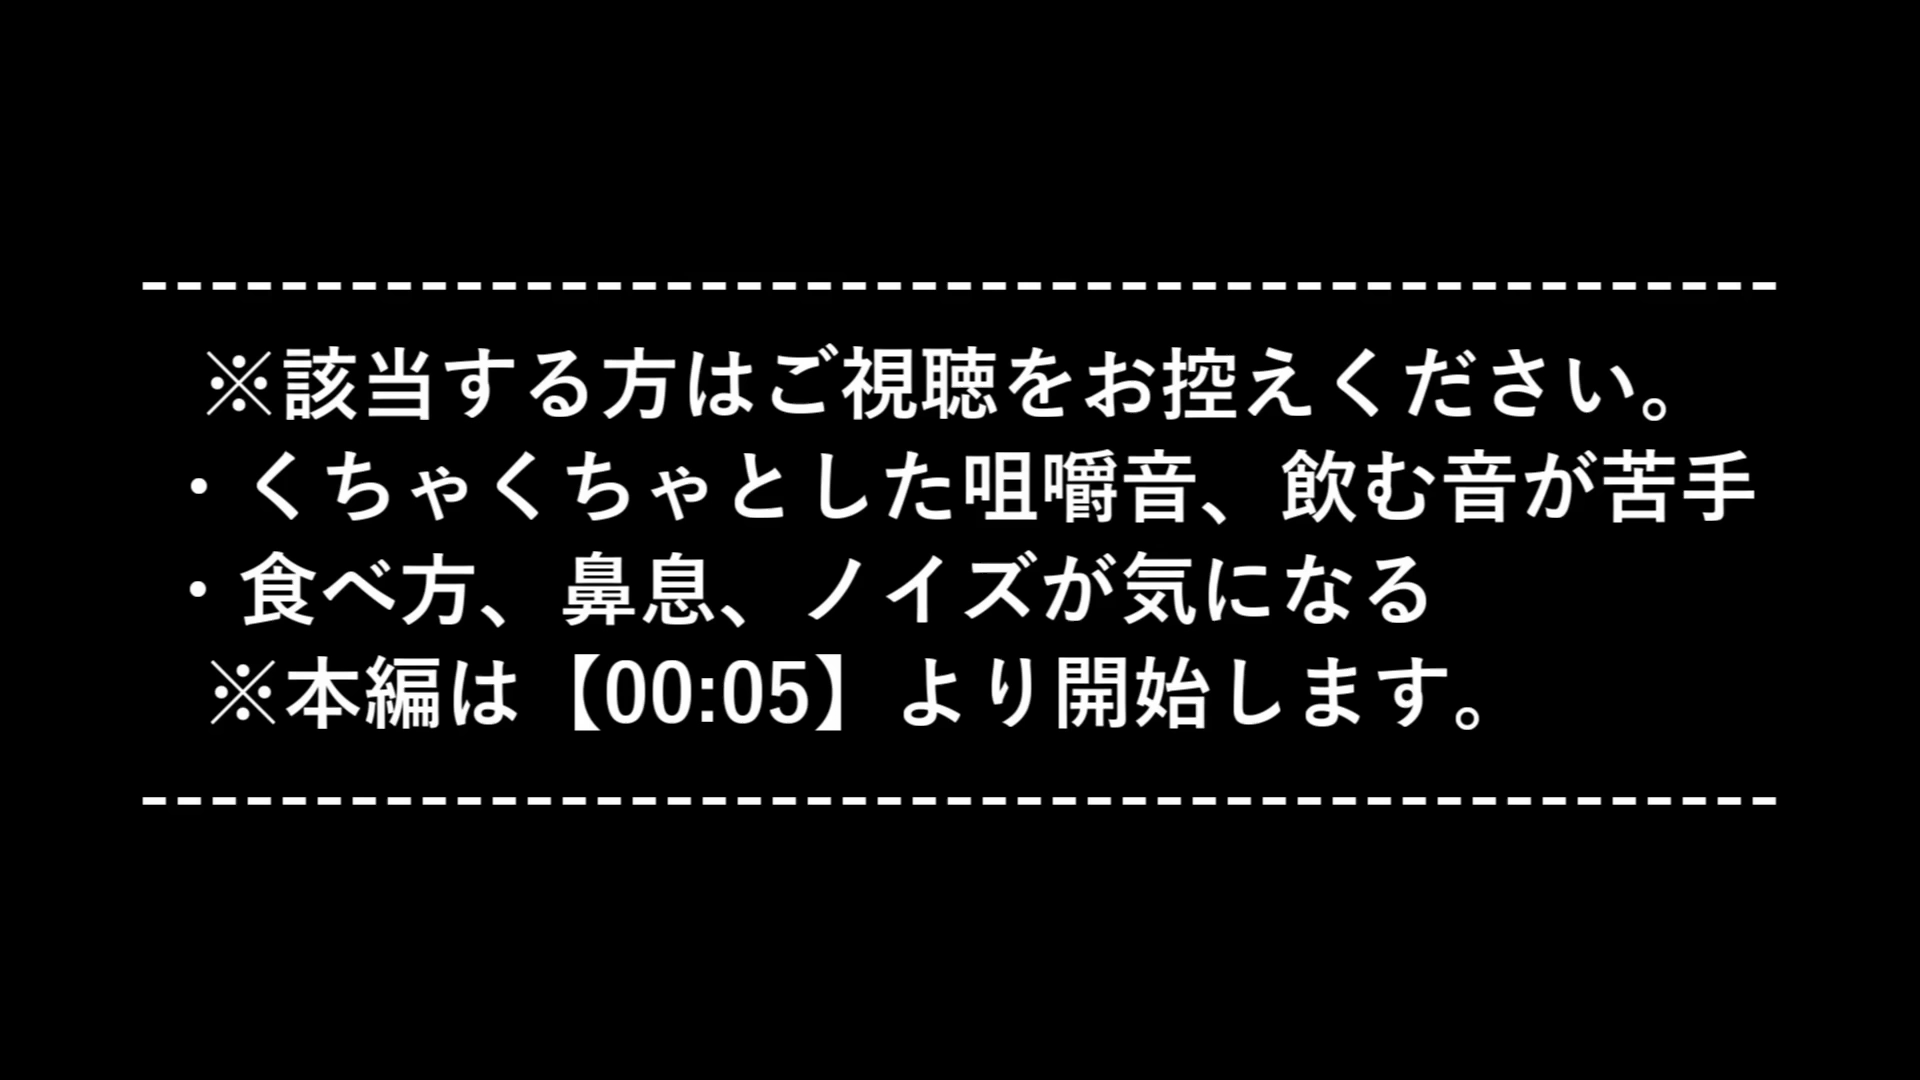 ※該当する方はご視聴をお控えください。
・くちゃくちゃとした咀嚼音、飲む音が苦手
・食べ方、鼻息、ノイズが気になる
※本編は【00:05】より開始します。